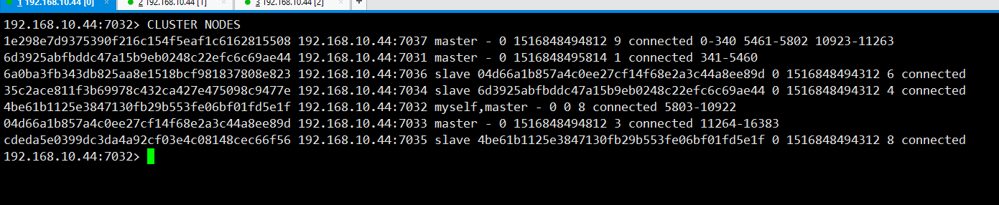 1 192.168.10.44 [0] × 2 192.168.10.44 [1] × 3 192.168.10.44 [2] × +
192.168.10.44:7032> CLUSTER NODES
1e298e7d9375390f216c154f5eaf1c6162815508 192.168.10.44:7037 master - 0 1516848494812 9 connected 0-340 5461-5802 10923-11263
6d3925abfbddc47a15b9eb0248c22efc6c69ae44 192.168.10.44:7031 master - 0 1516848495814 1 connected 341-5460
6a0ba3fb343db825aa8e1518bcf981837808e823 192.168.10.44:7036 slave 04d66a1b857a4c0ee27cf14f68e2a3c44a8ee89d 0 1516848494312 6 connected
35c2ace811f3b69978c432ca427e475098c9477e 192.168.10.44:7034 slave 6d3925abfbddc47a15b9eb0248c22efc6c69ae44 0 1516848494312 4 connected
4be61b1125e3847130fb29b553fe06bf01fd5e1f 192.168.10.44:7032 myself,master - 0 0 8 connected 5803-10922
04d66a1b857a4c0ee27cf14f68e2a3c44a8ee89d 192.168.10.44:7033 master - 0 1516848494812 3 connected 11264-16383
cdeda5e0399dc3da4a92cf03e4c08148cec66f56 192.168.10.44:7035 slave 4be61b1125e3847130fb29b553fe06bf01fd5e1f 0 1516848494312 8 connected
192.168.10.44:7032>